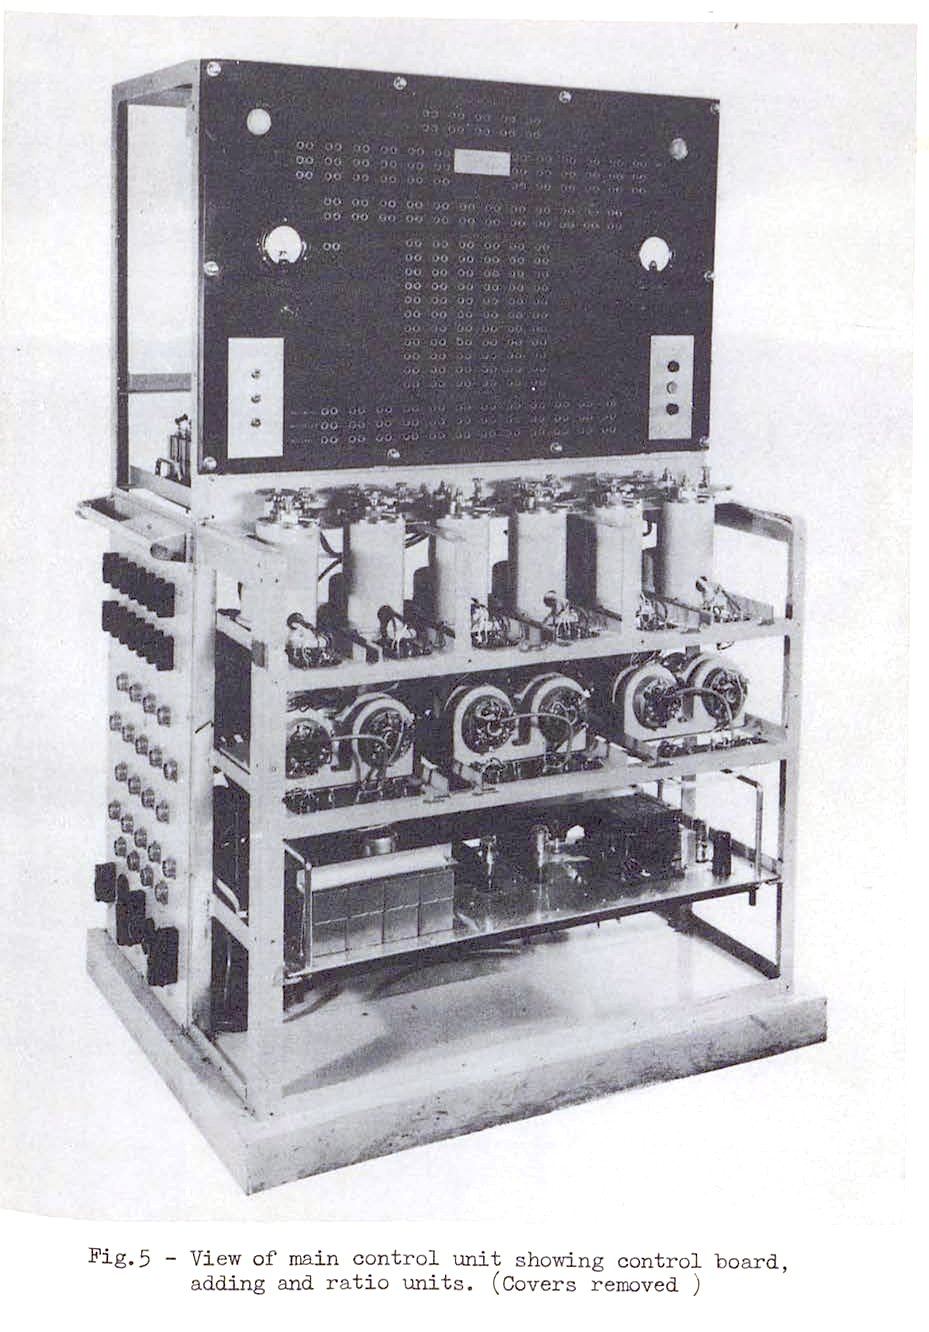 Fig.5 - View of main control unit showing control board,
adding and ratio units. (Covers removed )